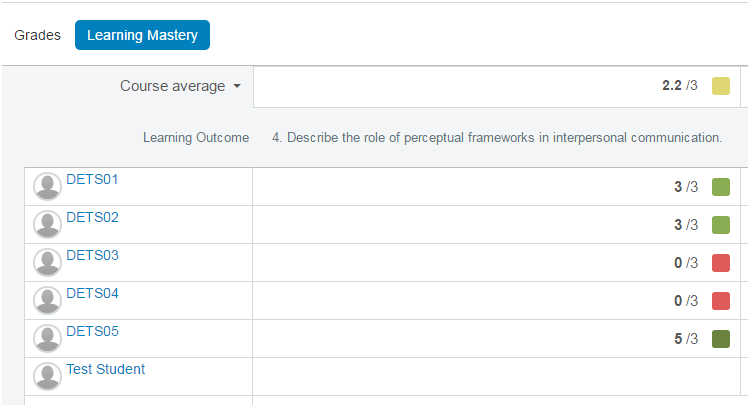 Grades Learning Mastery
Course average 2.2 /3
Learning Outcome 4. Describe the role of perceptual frameworks in interpersonal communication.
DETS01 3 /3
DETS02 3 /3
DETS03 0 /3
DETS04 0 /3
DETS05 5 /3
Test Student